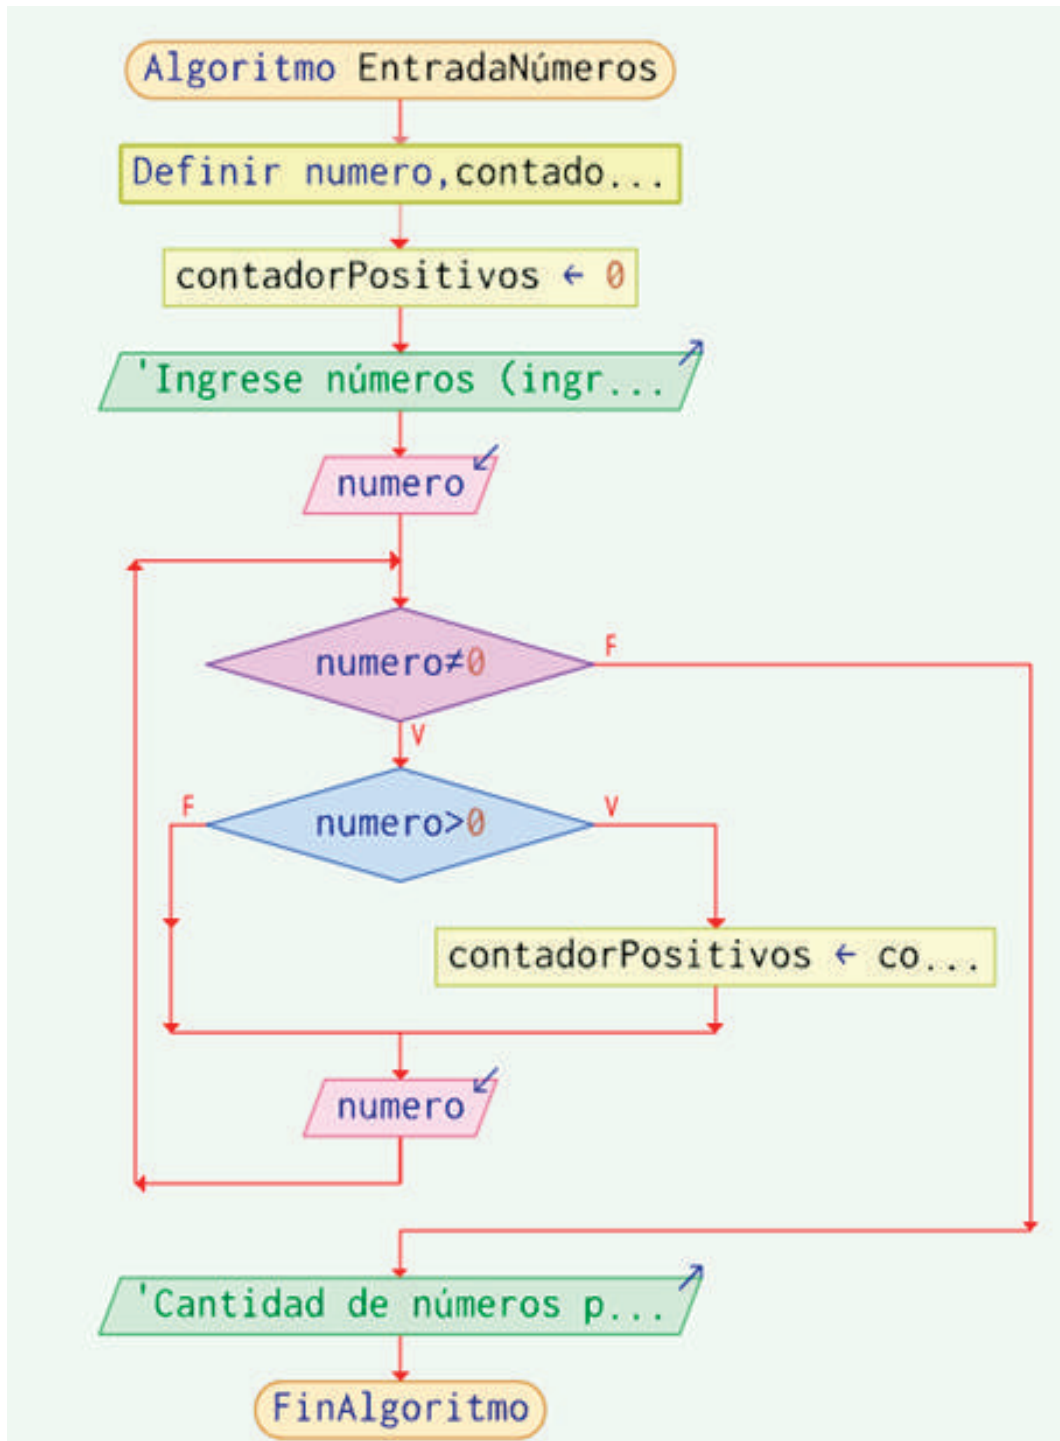 Algoritmo EntradaNúmeros
Definir numero,contado...
contadorPositivos ← 0
'Ingrese números (ingr...
numero
numero≠0
F
V
numero>0
F
V
contadorPositivos ← co...
numero
'Cantidad de números p...
FinAlgoritmo